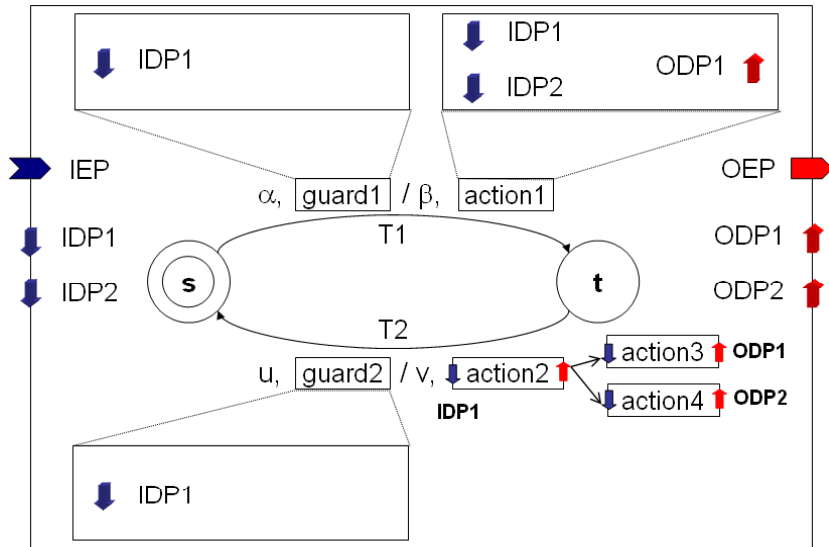 IDP1
IDP1
IDP2
ODP1
IEP
OEP
α, guard1 / β, action1
T1
IDP1
IDP2
s
t
ODP1
ODP2
T2
u, guard2 / v, action2
IDP1
action3 ODP1
action4 ODP2
IDP1